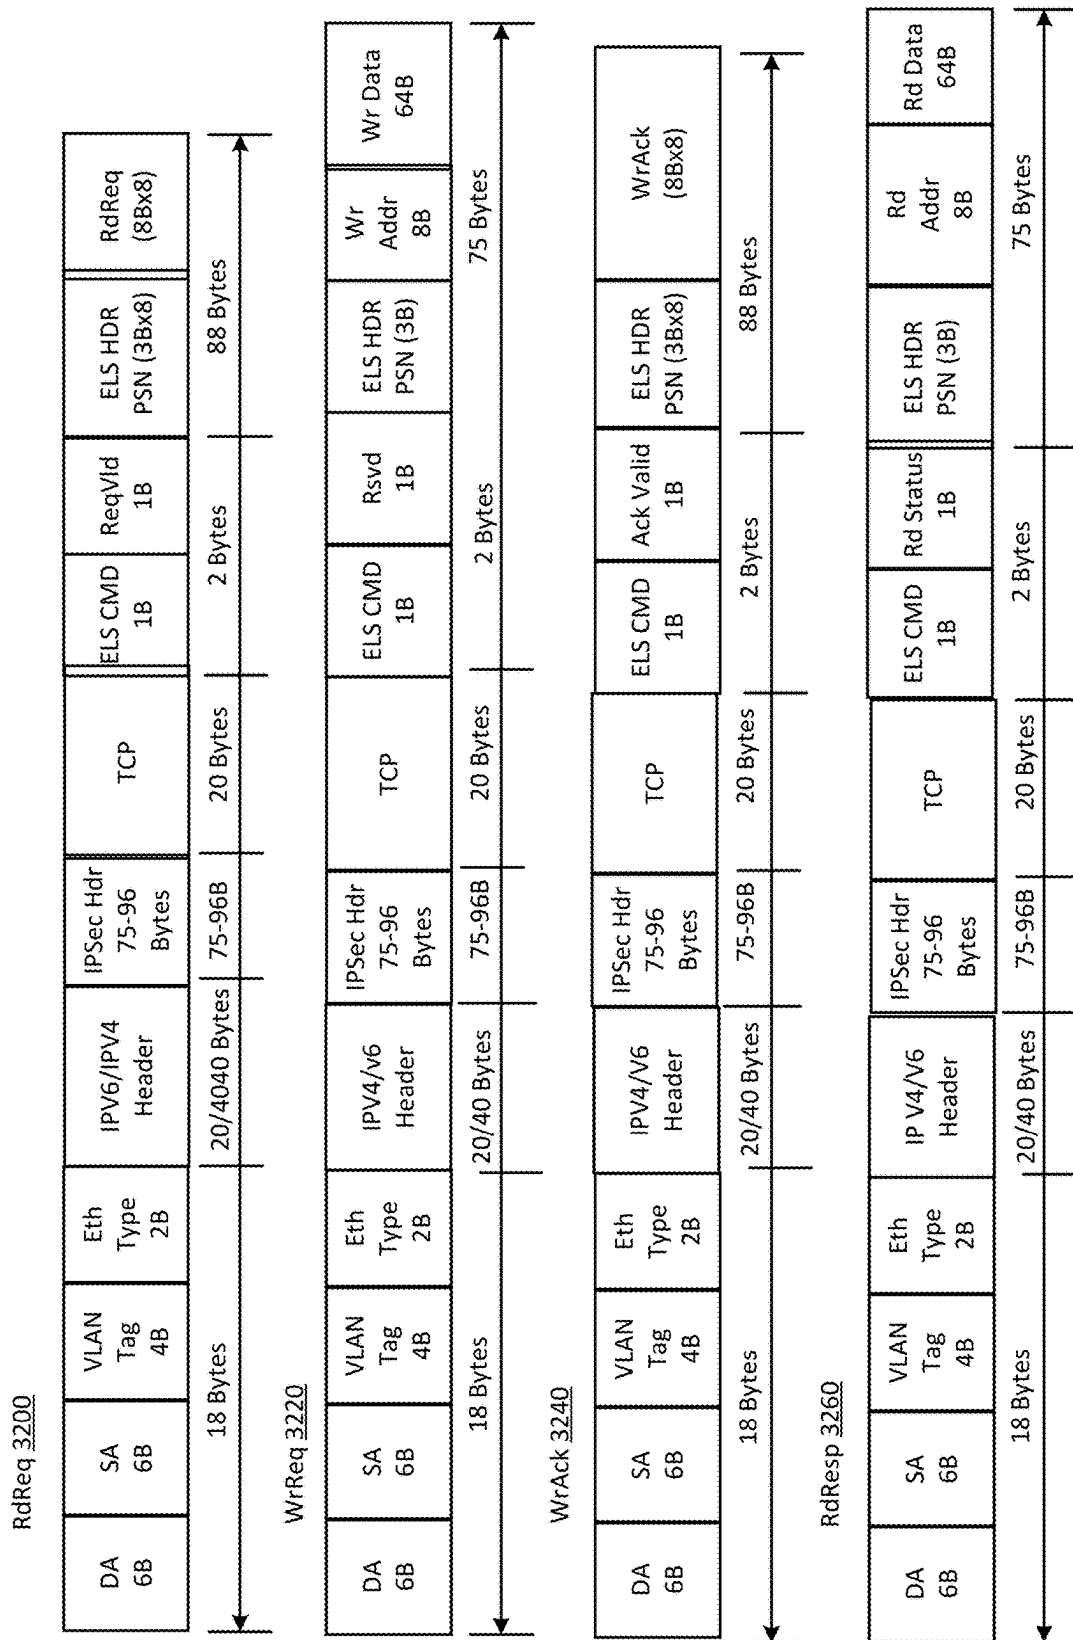 RdReq 3200
DA
6B
SA
6B
VLAN
Tag
4B
Eth
Type
2B
IPV6/IPV4
Header
IPSec Hdr
75-96
Bytes
TCP
ELS CMD
1B
ReqVld
1B
ELS HDR
PSN (3Bx8)
RdReq
(8Bx8)
18 Bytes
20/4040 Bytes
75-96B
20 Bytes
2 Bytes
88 Bytes
WrReq 3220
DA
6B
SA
6B
VLAN
Tag
4B
Eth
Type
2B
IPV4/v6
Header
IPSec Hdr
75-96
Bytes
TCP
ELS CMD
1B
Rsvd
1B
ELS HDR
PSN (3B)
Wr
Addr
8B
Wr Data
64B
18 Bytes
20/40 Bytes
75-96B
20 Bytes
2 Bytes
75 Bytes
WrAck 3240
DA
6B
SA
6B
VLAN
Tag
4B
Eth
Type
2B
IPV4/V6
Header
IPSec Hdr
75-96
Bytes
TCP
ELS CMD
1B
Ack Valid
1B
ELS HDR
PSN (3Bx8)
WrAck
(8Bx8)
18 Bytes
20/40 Bytes
75-96B
20 Bytes
2 Bytes
88 Bytes
RdResp 3260
DA
6B
SA
6B
VLAN
Tag
4B
Eth
Type
2B
IP V4/V6
Header
IPSec Hdr
75-96
Bytes
TCP
ELS CMD
1B
Rd Status
1B
ELS HDR
PSN (3B)
Rd
Addr
8B
Rd Data
64B
18 Bytes
20/40 Bytes
75-96B
20 Bytes
2 Bytes
75 Bytes